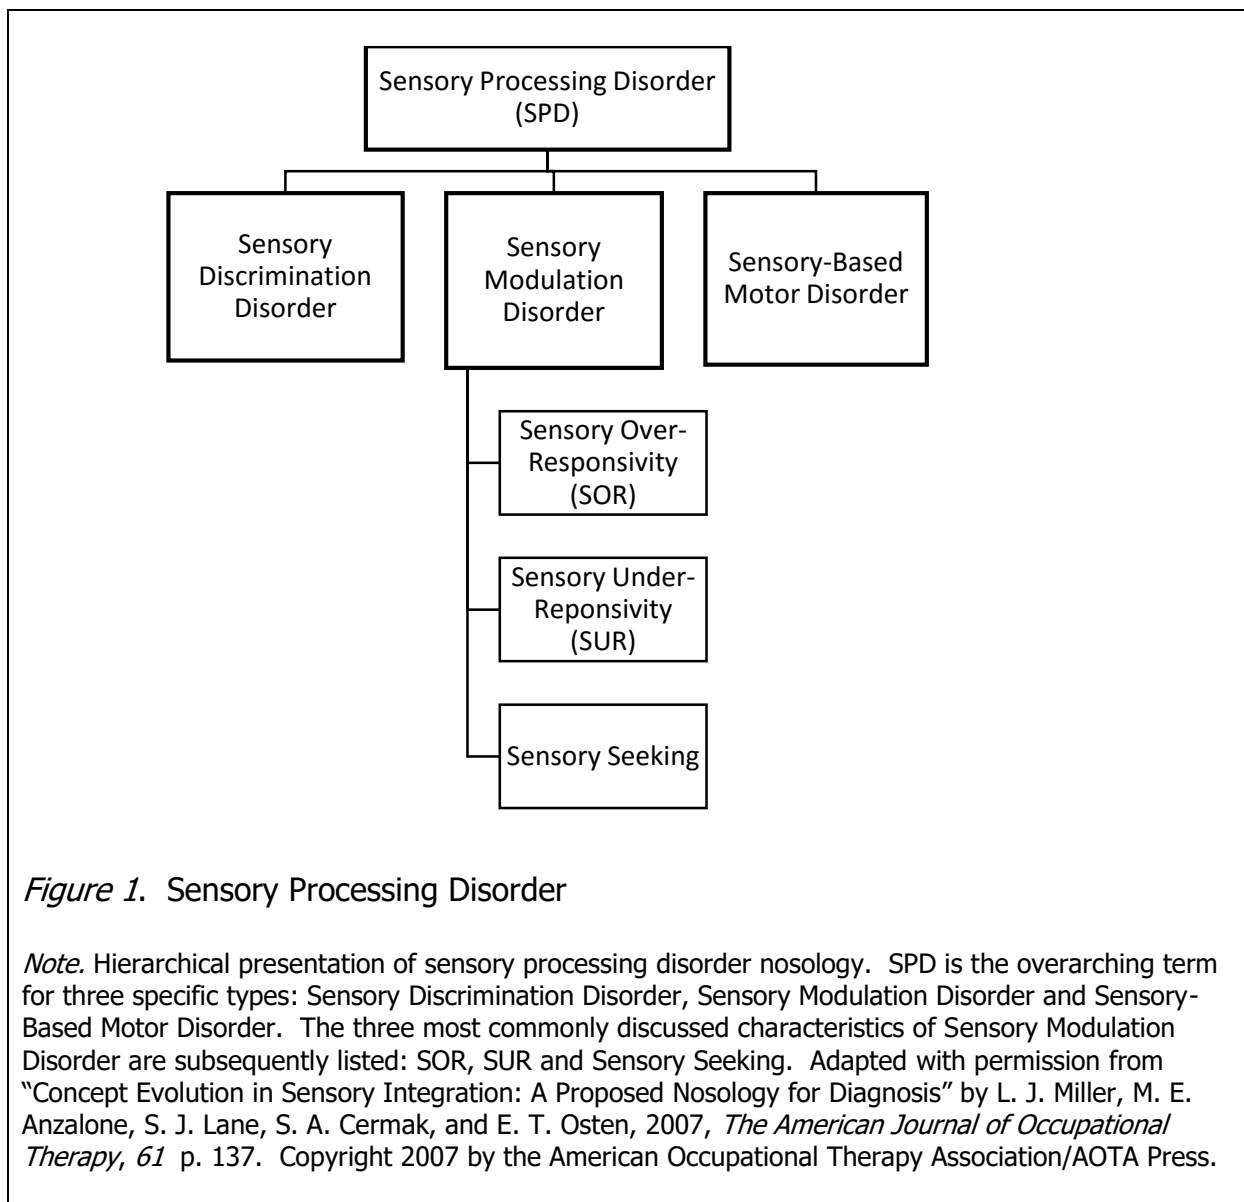 Sensory Processing Disorder
(SPD)
Sensory
Discrimination
Disorder
Sensory
Modulation
Disorder
Sensory-Based
Motor Disorder
Sensory Over-
Responsivity
(SOR)
Sensory Under-
Reponsivity
(SUR)
Sensory Seeking
Figure 1. Sensory Processing Disorder
Note. Hierarchical presentation of sensory processing disorder nosology. SPD is the overarching term
for three specific types: Sensory Discrimination Disorder, Sensory Modulation Disorder and Sensory-
Based Motor Disorder. The three most commonly discussed characteristics of Sensory Modulation
Disorder are subsequently listed: SOR, SUR and Sensory Seeking. Adapted with permission from
“Concept Evolution in Sensory Integration: A Proposed Nosology for Diagnosis” by L. J. Miller, M. E.
Anzalone, S. J. Lane, S. A. Cermak, and E. T. Osten, 2007, The American Journal of Occupational
Therapy, 61 p. 137. Copyright 2007 by the American Occupational Therapy Association/AOTA Press.